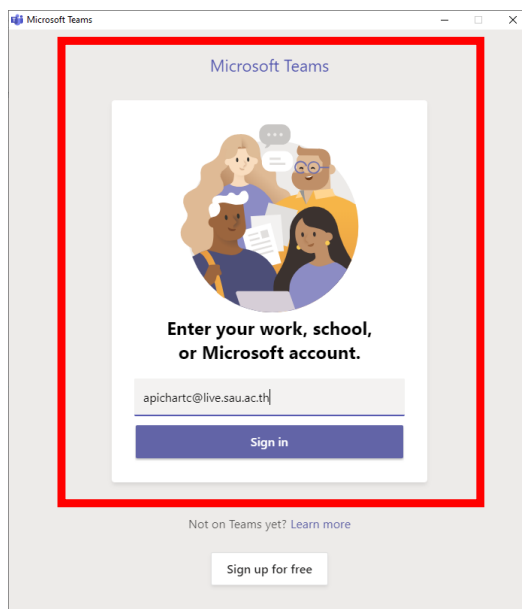 Microsoft Teams
Microsoft Teams
Enter your work, school,
or Microsoft account.
apichartc@live.sau.ac.th
Sign in
Not on Teams yet? Learn more
Sign up for free